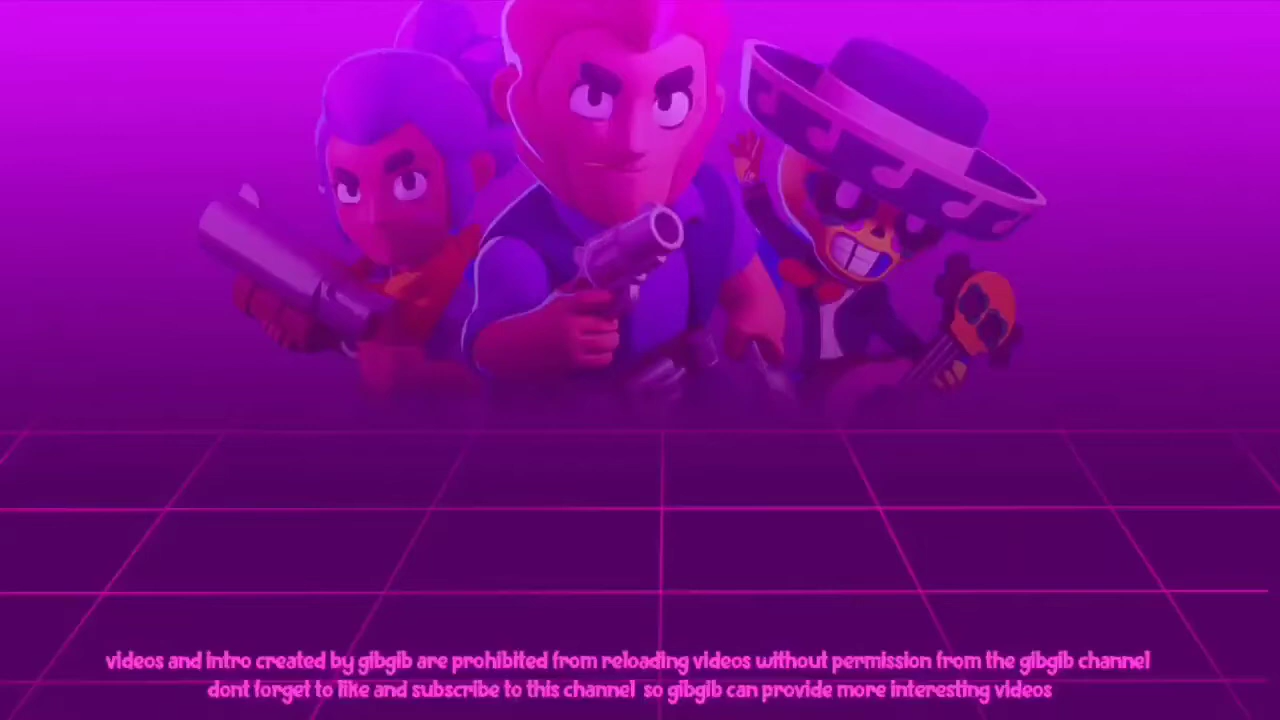 videos and intro created by gibgib are prohibited from reloading videos without permission from the gibgib channel
dont forget to like and subscribe to this channel so gibgib can provide more interesting videos